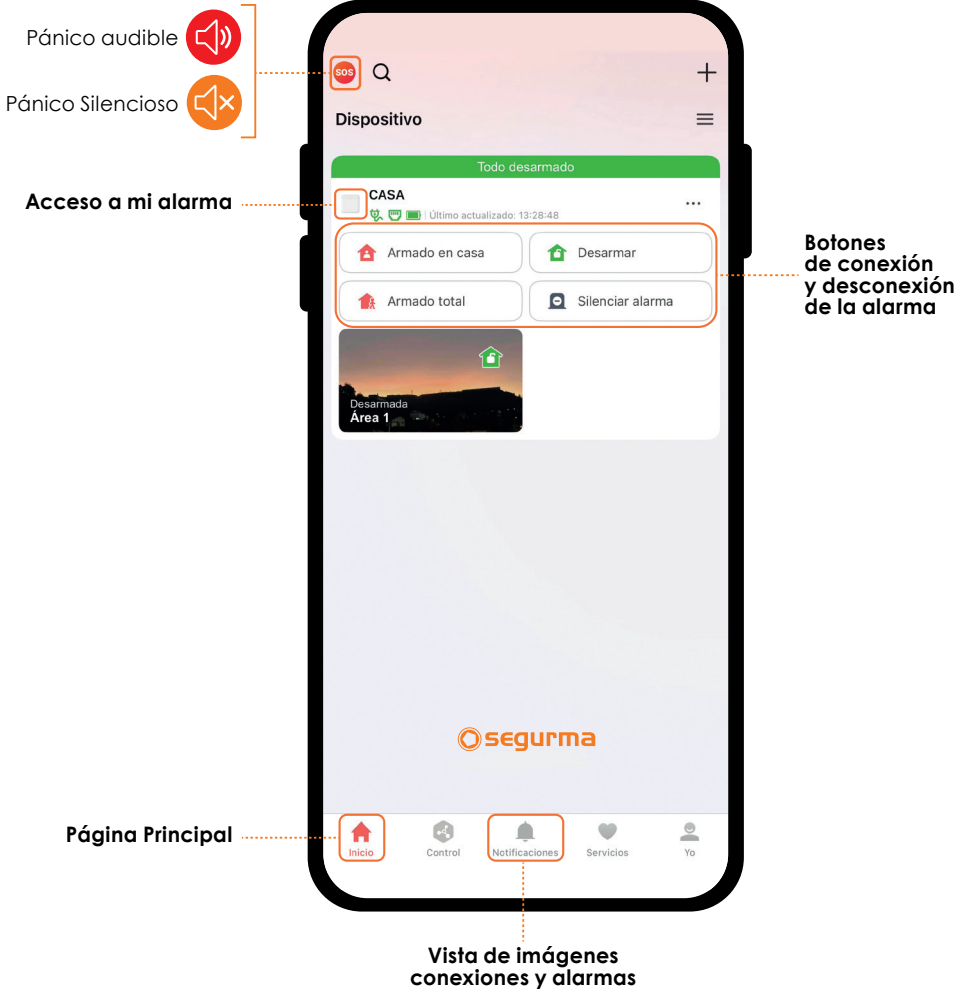 Pánico audible
Pánico Silencioso
SOS
Dispositivo
Todo desarmado
Acceso a mi alarma
CASA
Último actualizado: 13:28:48
Armado en casa
Desarmar
Armado total
Silenciar alarma
Botones
de conexión
y desconexión
de la alarma
Desarmada
Área 1
segurma
Página Principal
Inicio
Control
Notificaciones
Servicios
Yo
Vista de imágenes
conexiones y alarmas